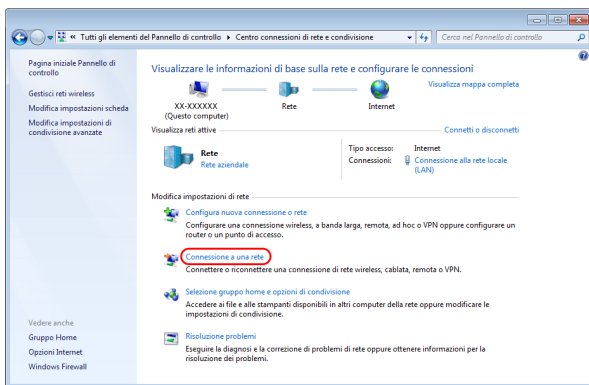 « Tutti gli elementi del Pannello di controllo ▸ Centro connessioni di rete e condivisione
Cerca nel Pannello di controllo
Pagina iniziale Pannello di
controllo
Gestisci reti wireless
Modifica impostazioni scheda
Modifica impostazioni di
condivisione avanzate
Visualizzare le informazioni di base sulla rete e configurare le connessioni
Visualizza mappa completa
XX-XXXXXX
(Questo computer)
Rete
Internet
Visualizza reti attive
Connetti o disconnetti
Rete
Rete aziendale
Tipo accesso: Internet
Connessioni: Connessione alla rete locale
(LAN)
Modifica impostazioni di rete
Configura nuova connessione o rete
Configurare una connessione wireless, a banda larga, remota, ad hoc o VPN oppure configurare un
router o un punto di accesso.
Connessione a una rete
Connettere o riconnettere una connessione di rete wireless, cablata, remota o VPN.
Selezione gruppo home e opzioni di condivisione
Accedere ai file e alle stampanti disponibili in altri computer della rete oppure modificare le
impostazioni di condivisione.
Risoluzione problemi
Eseguire la diagnosi e la correzione di problemi di rete oppure ottenere informazioni per la
risoluzione dei problemi.
Vedere anche
Gruppo Home
Opzioni Internet
Windows Firewall